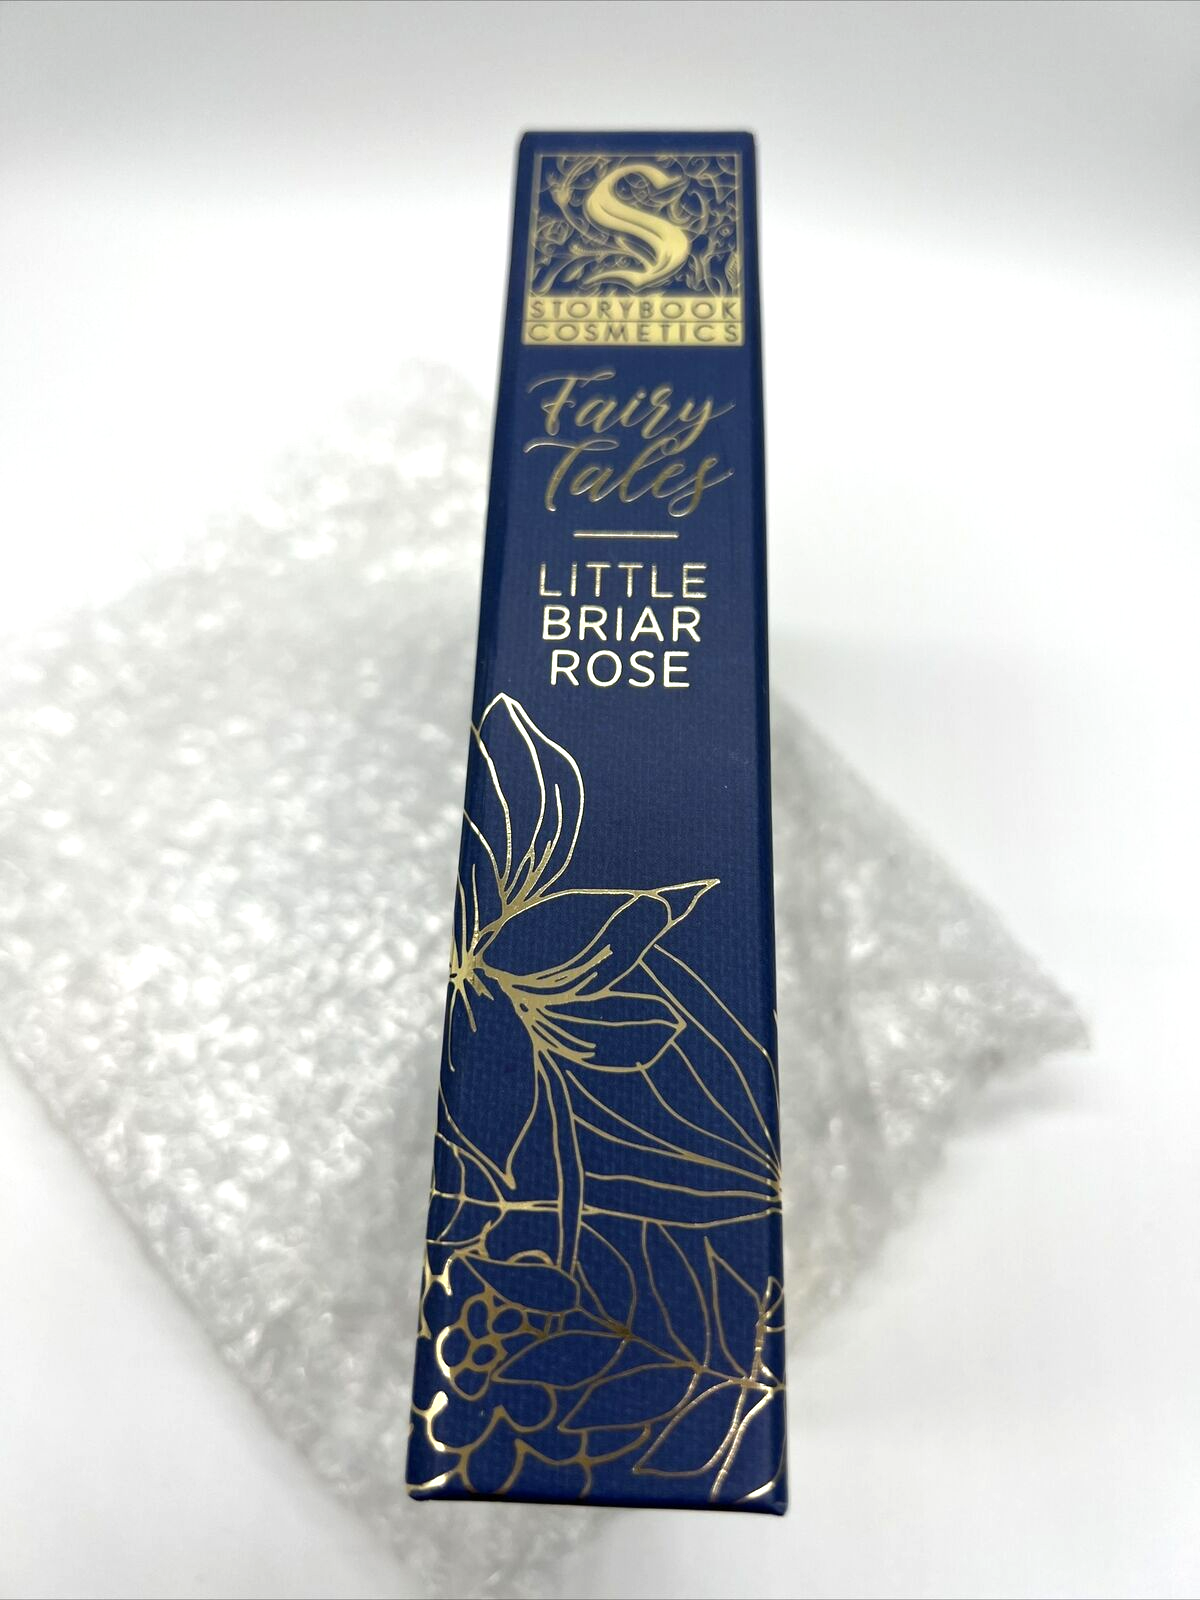 S
STORYBOOK
COSMETICS
Fairy
Tales
LITTLE
BRIAR
ROSE